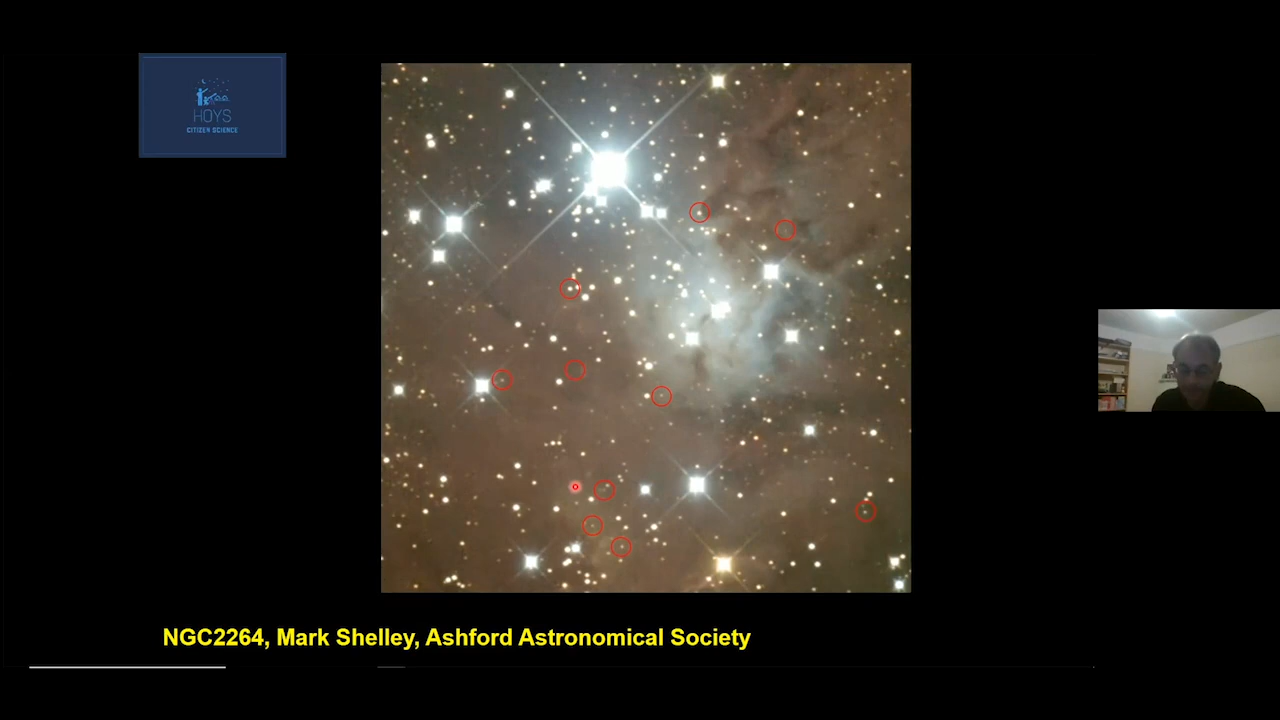 HOYS
CITIZEN SCIENCE
NGC2264, Mark Shelley, Ashford Astronomical Society